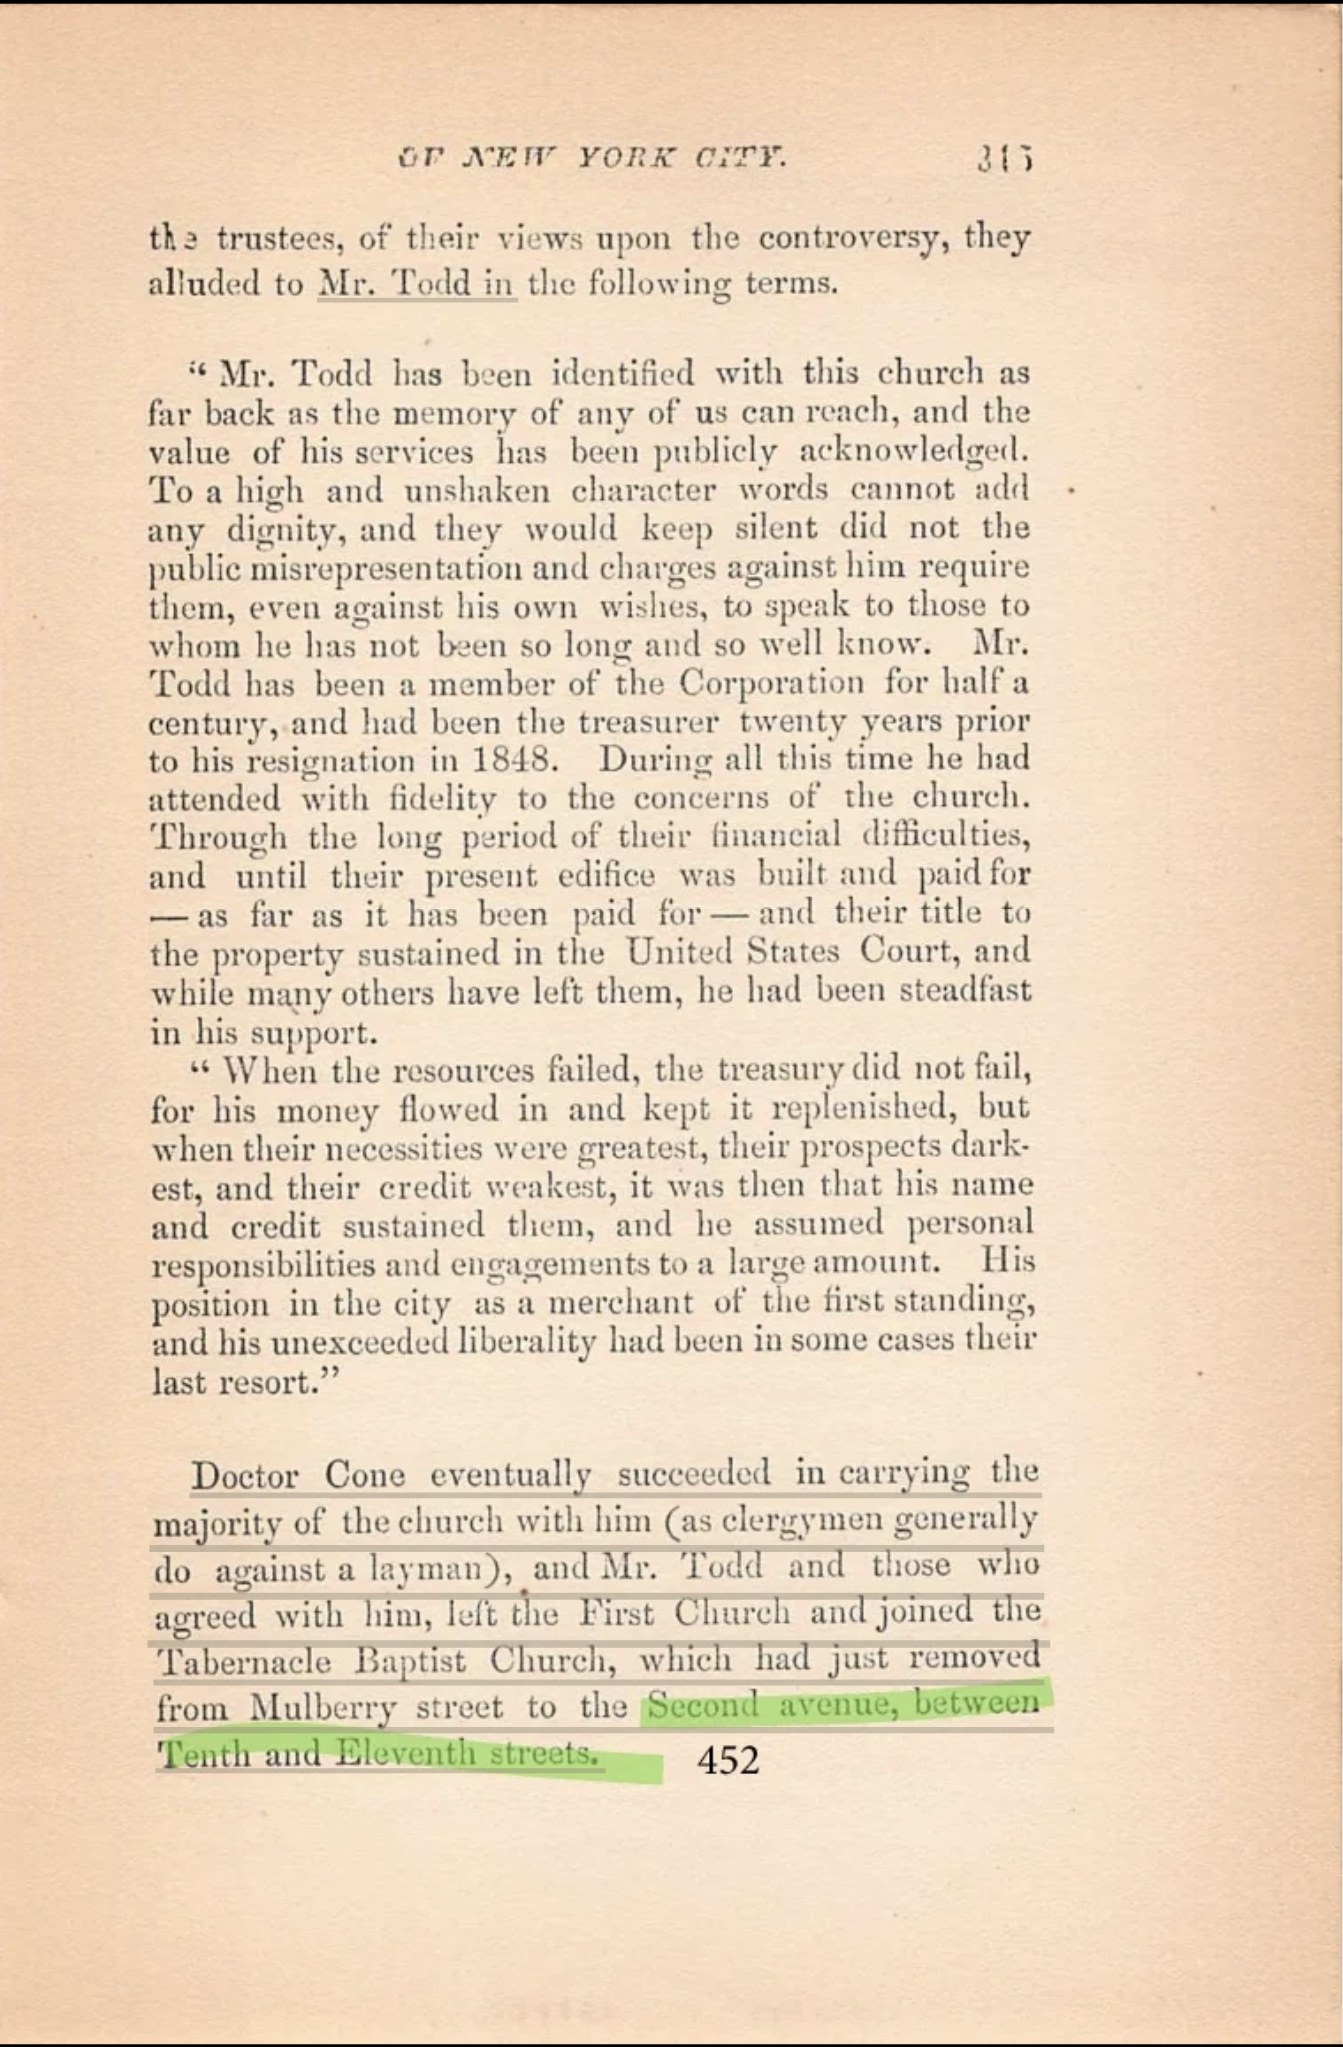 OF NEW YORK CITY. 315
the trustees, of their views upon the controversy, they
alluded to Mr. Todd in the following terms.
“ Mr. Todd has been identified with this church as
far back as the memory of any of us can reach, and the
value of his services has been publicly acknowledged.
To a high and unshaken character words cannot add
any dignity, and they would keep silent did not the
public misrepresentation and charges against him require
them, even against his own wishes, to speak to those to
whom he has not been so long and so well know. Mr.
Todd has been a member of the Corporation for half a
century, and had been the treasurer twenty years prior
to his resignation in 1848. During all this time he had
attended with fidelity to the concerns of the church.
Through the long period of their financial difficulties,
and until their present edifice was built and paid for
— as far as it has been paid for — and their title to
the property sustained in the United States Court, and
while many others have left them, he had been steadfast
in his support.
“ When the resources failed, the treasury did not fail,
for his money flowed in and kept it replenished, but
when their necessities were greatest, their prospects dark-
est, and their credit weakest, it was then that his name
and credit sustained them, and he assumed personal
responsibilities and engagements to a large amount. His
position in the city as a merchant of the first standing,
and his unexceeded liberality had been in some cases their
last resort.”
Doctor Cone eventually succeeded in carrying the
majority of the church with him (as clergymen generally
do against a layman), and Mr. Todd and those who
agreed with him, left the First Church and joined the
Tabernacle Baptist Church, which had just removed
from Mulberry street to the Second avenue, between
Tenth and Eleventh streets. 452